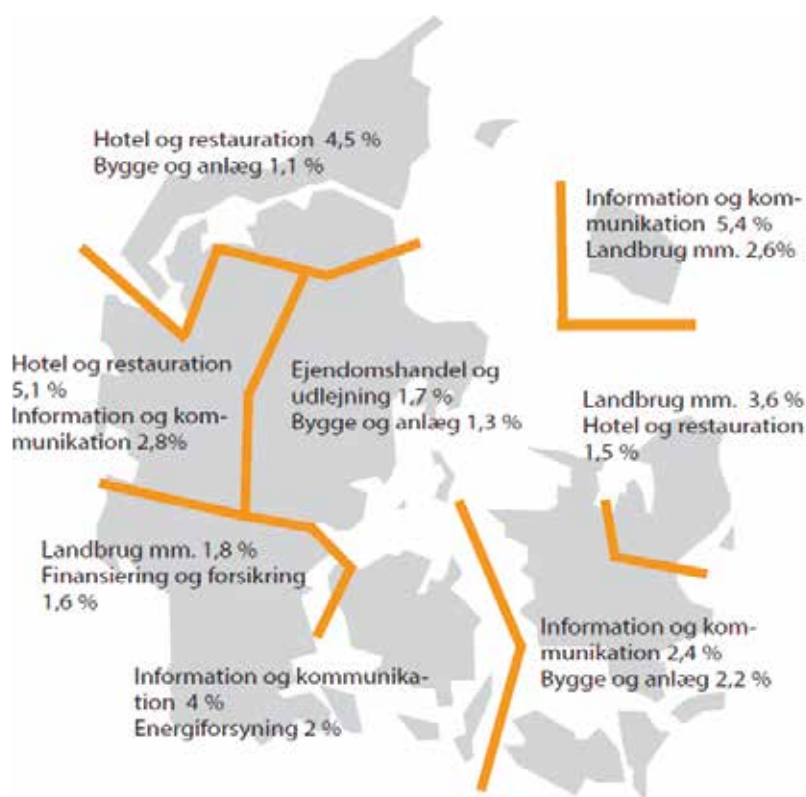 Hotel og restauration 4,5 %
Bygge og anlæg 1,1 %
Information og kom-
munikation 5,4 %
Landbrug mm. 2,6%
Hotel og restauration
5,1 %
Information og kom-
munikation 2,8%
Ejendomshandel og
udlejning 1,7 %
Bygge og anlæg 1,3 %
Landbrug mm. 3,6 %
Hotel og restauration
1,5 %
Landbrug mm. 1,8 %
Finansiering og forsikring
1,6 %
Information og kommunika-
tion 4 %
Energiforsyning 2 %
Information og kom-
munikation 2,4 %
Bygge og anlæg 2,2 %